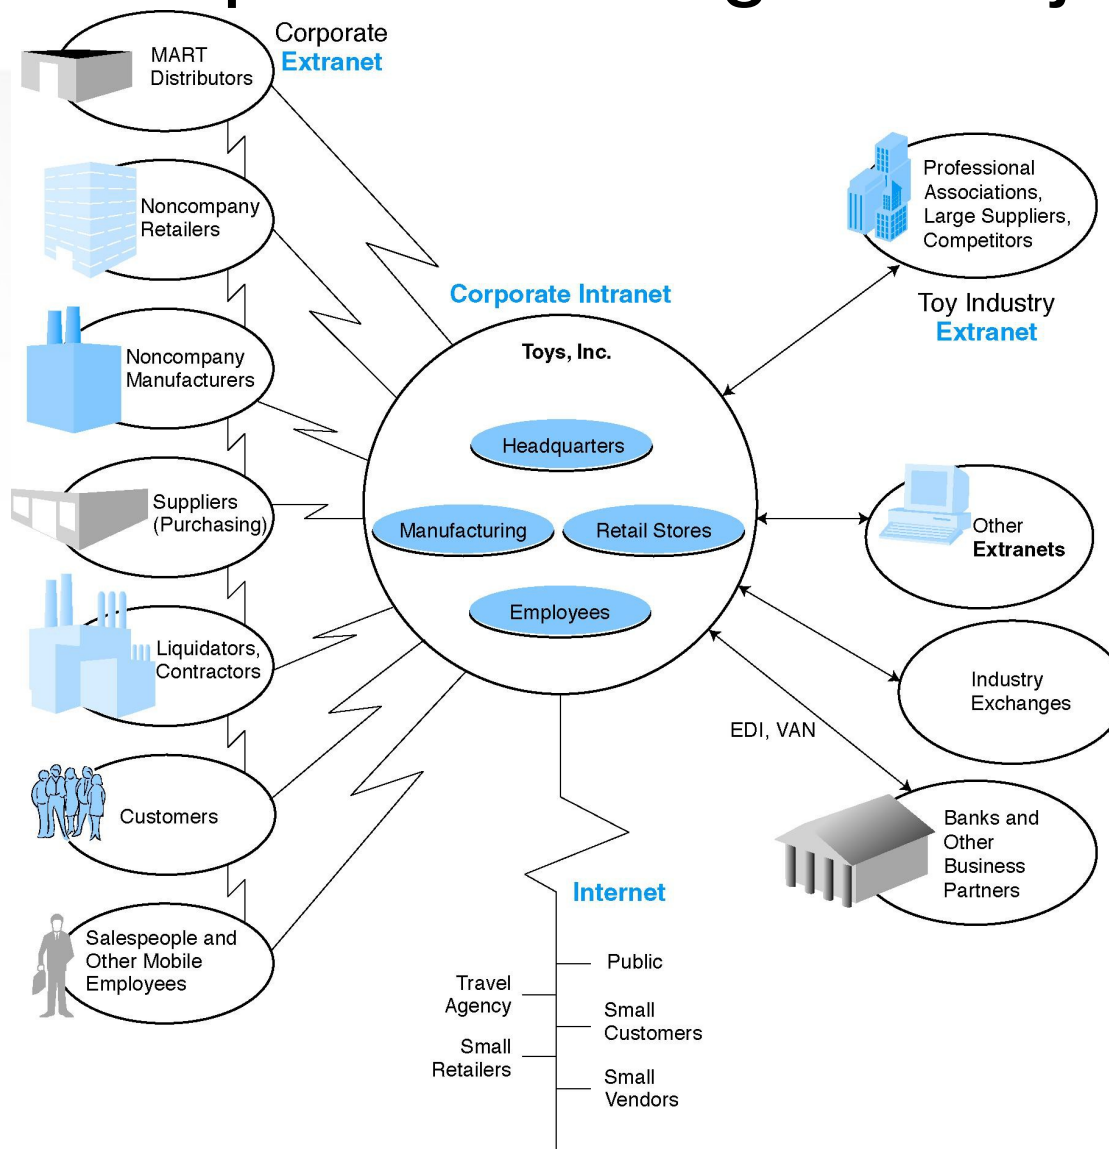 Corporate
Extranet
MART
Distributors
Noncompany
Retailers
Noncompany
Manufacturers
Suppliers
(Purchasing)
Liquidators,
Contractors
Customers
Salespeople and
Other Mobile
Employees
Corporate Intranet
Toys, Inc.
Headquarters
Manufacturing
Retail Stores
Employees
Professional
Associations,
Large Suppliers,
Competitors
Toy Industry
Extranet
Other
Extranets
Industry
Exchanges
EDI, VAN
Banks and
Other
Business
Partners
Internet
Public
Travel
Agency
Small
Customers
Small
Retailers
Small
Vendors